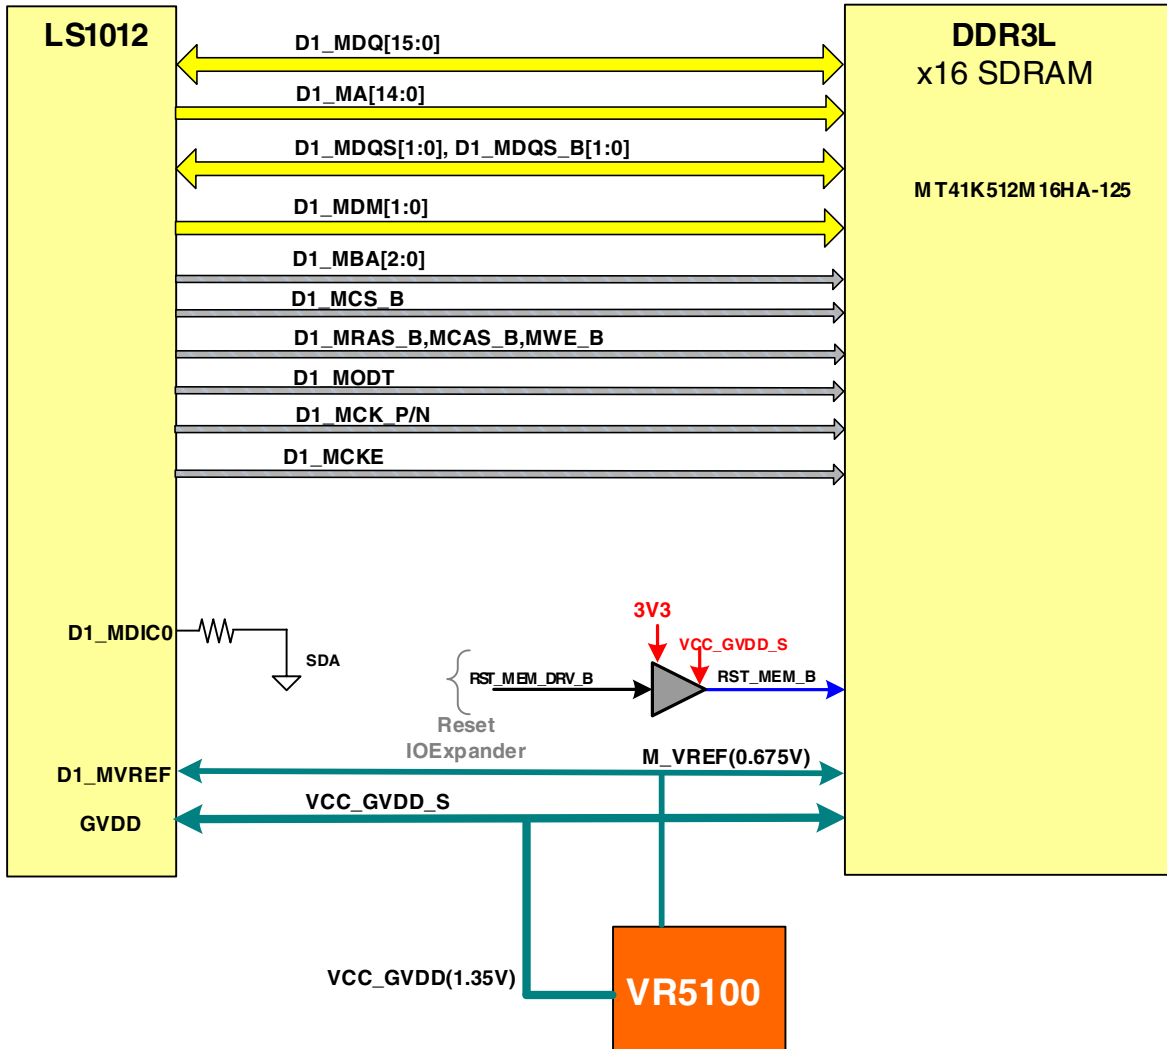 LS1012
DDR3L
x16 SDRAM
MT41K512M16HA-125
D1_MDQ[15:0]
D1_MA[14:0]
D1_MDQS[1:0], D1_MDQS_B[1:0]
D1_MDM[1:0]
D1_MBA[2:0]
D1_MCS_B
D1_MRAS_B,MCAS_B,MWE_B
D1_MODT
D1_MCK_P/N
D1_MCKE
D1_MDIC0
SDA
3V3
VCC_GVDD_S
RST_MEM_DRV_B
RST_MEM_B
Reset
IOExpander
D1_MVREF
M_VREF(0.675V)
GVDD
VCC_GVDD_S
VCC_GVDD(1.35V)
VR5100